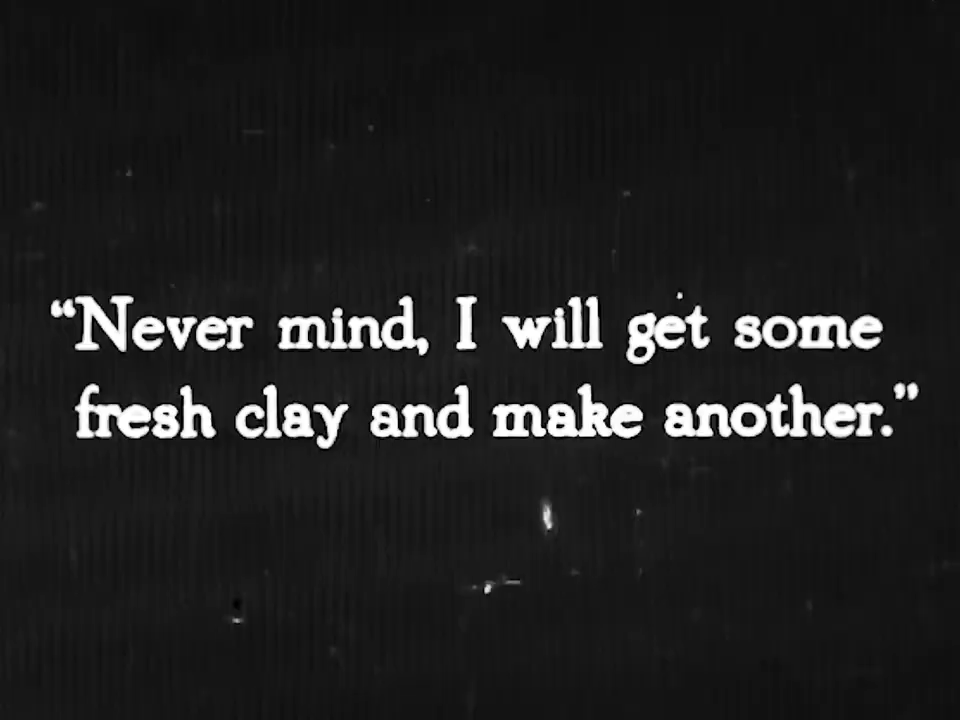 “Never mind, I will get some
fresh clay and make another.”